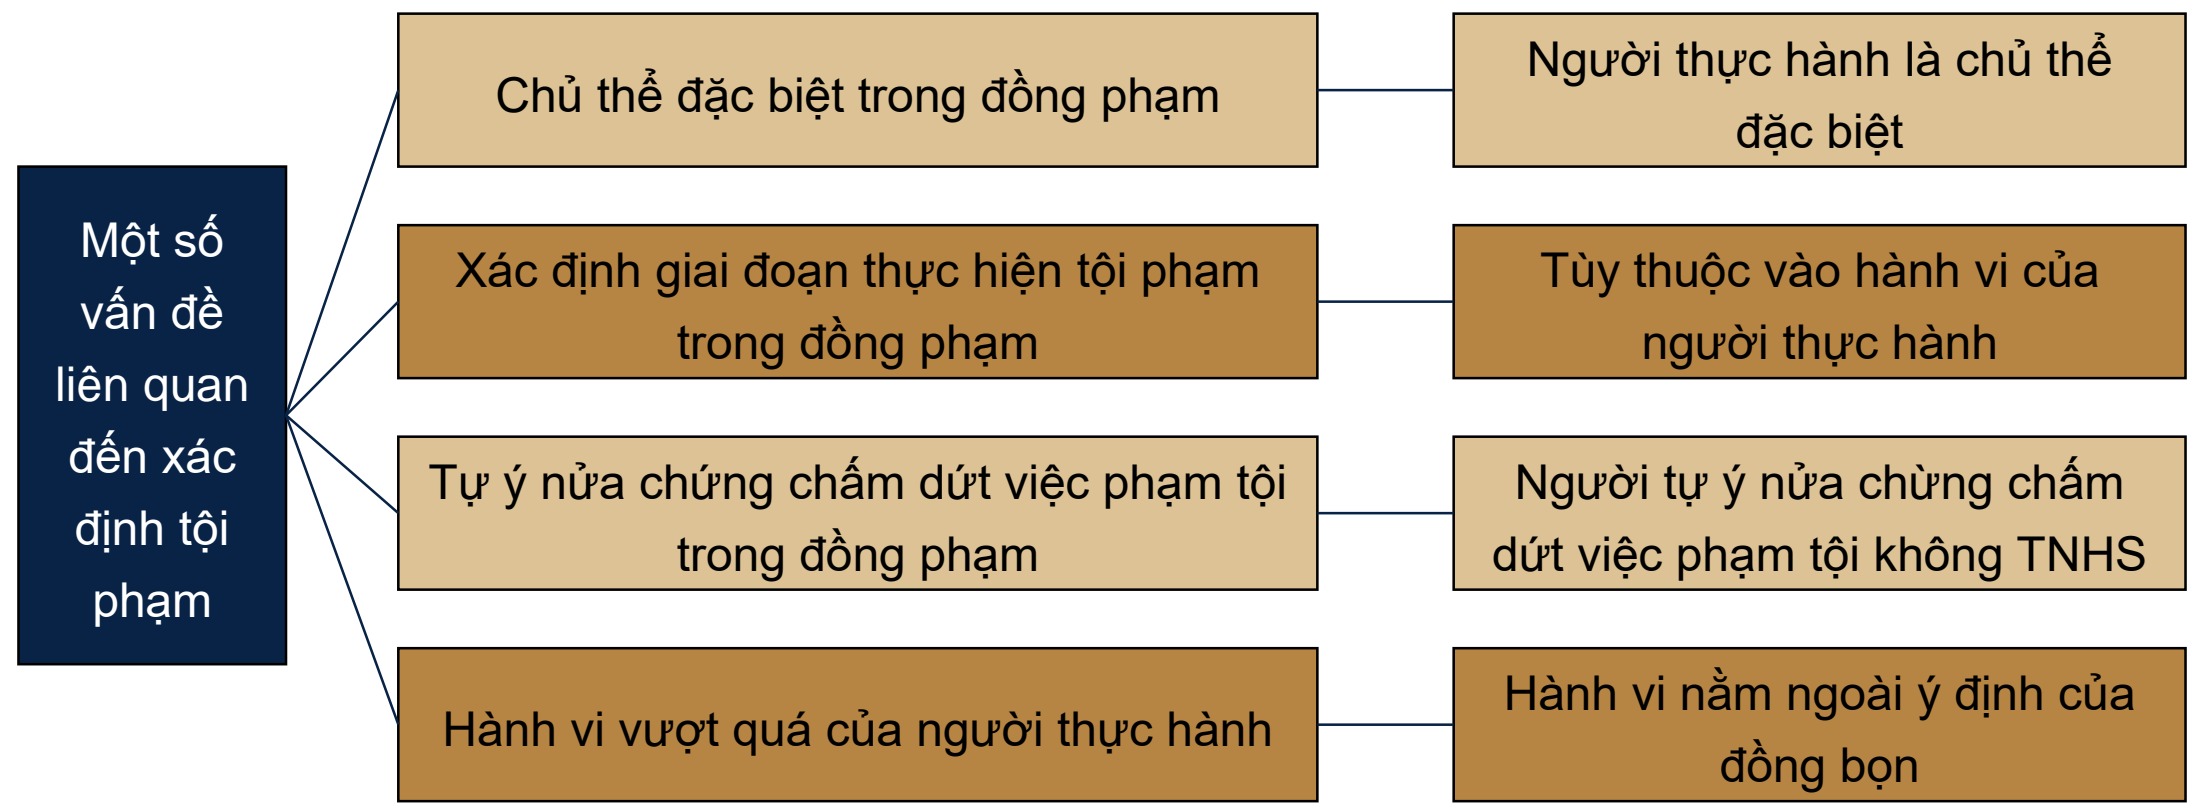 Một số
vấn đề
liên quan
đến xác
định tội
phạm
Chủ thể đặc biệt trong đồng phạm
Người thực hành là chủ thể
đặc biệt
Xác định giai đoạn thực hiện tội phạm
trong đồng phạm
Tùy thuộc vào hành vi của
người thực hành
Tự ý nửa chứng chấm dứt việc phạm tội
trong đồng phạm
Người tự ý nửa chừng chấm
dứt việc phạm tội không TNHS
Hành vi vượt quá của người thực hành
Hành vi nằm ngoài ý định của
đồng bọn